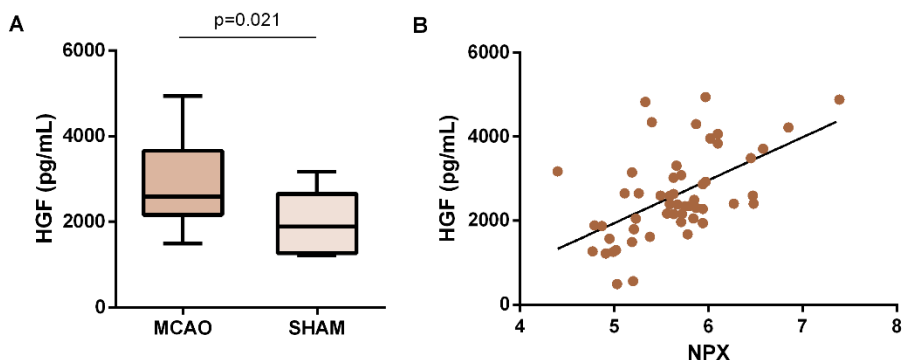 A
p=0.021
HGF (pg/mL)
6000
4000
2000
0
MCAO SHAM
B
HGF (pg/mL)
6000
4000
2000
0
4 5 6 7 8
NPX